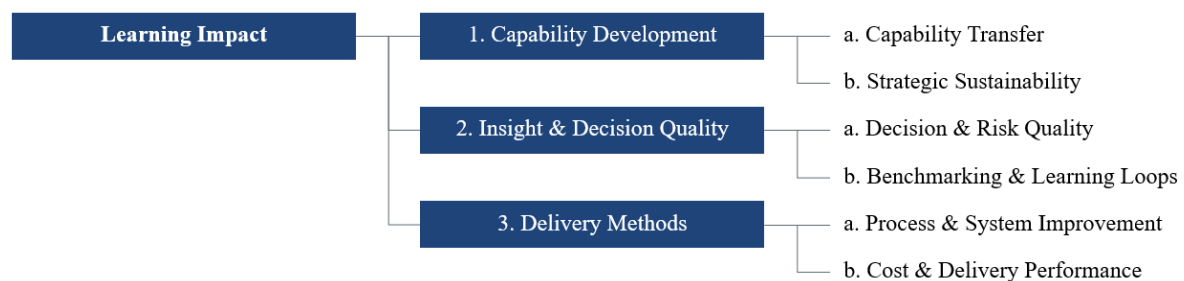 Learning Impact
1. Capability Development
a. Capability Transfer
b. Strategic Sustainability
2. Insight & Decision Quality
a. Decision & Risk Quality
b. Benchmarking & Learning Loops
3. Delivery Methods
a. Process & System Improvement
b. Cost & Delivery Performance